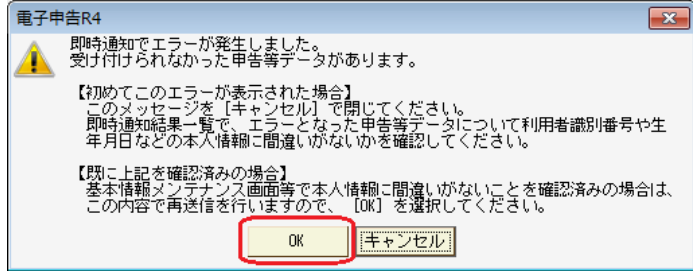 電子申告R4
即時通知でエラーが発生しました。
受け付けられなかった申告等データがあります。
【初めてこのエラーが表示された場合】
このメッセージを［キャンセル］で閉じてください。
即時通知結果一覧で、エラーとなった申告等データについて利用者識別番号や生
年月日などの本人情報に間違いがないかを確認してください。
【既に上記を確認済みの場合】
基本情報メンテナンス画面等で本人情報に間違いがないことを確認済みの場合は、
この内容で再送信を行いますので、［OK］を選択してください。
OK
キャンセル